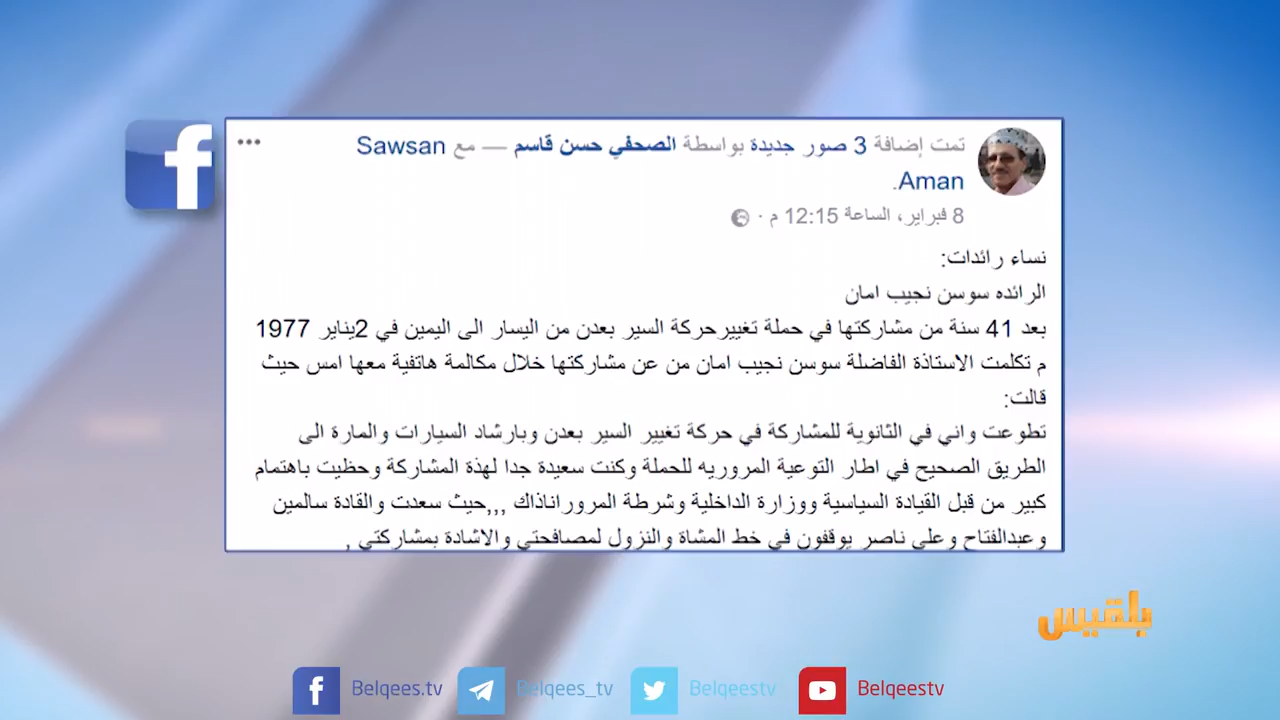 تمت إضافة 3 صور جديدة بواسطة الصحفي حسن قاسم — مع Sawsan
Aman.
8 فبراير، الساعة 12:15 م ·
نساء رائدات:
الرائده سوسن نجيب امان
بعد 41 سنة من مشاركتها في حملة تغييرحركة السير بعدن من اليسار الى اليمين في 2يناير 1977
م تكلمت الاستاذة الفاضلة سوسن نجيب امان من عن مشاركتها خلال مكالمة هاتفية معها امس حيث
قالت:
تطوعت واني في الثانوية للمشاركة في حركة تغيير السير بعدن وبارشاد السيارات والمارة الى
الطريق الصحيح في اطار التوعية المروريه للحملة وكنت سعيدة جدا لهذة المشاركة وحظيت باهتمام
كبير من قبل القيادة السياسية ووزارة الداخلية وشرطة المروراناذاك ,,,حيث سعدت والقادة سالمين
وعبدالفتاح وعلي ناصر يوقفون في خط المشاة والنزول لمصافحتي والاشادة بمشاركتي ,
بلقيس
Belqees.tv
Belqees_tv
Belqeestv
Belqeestv